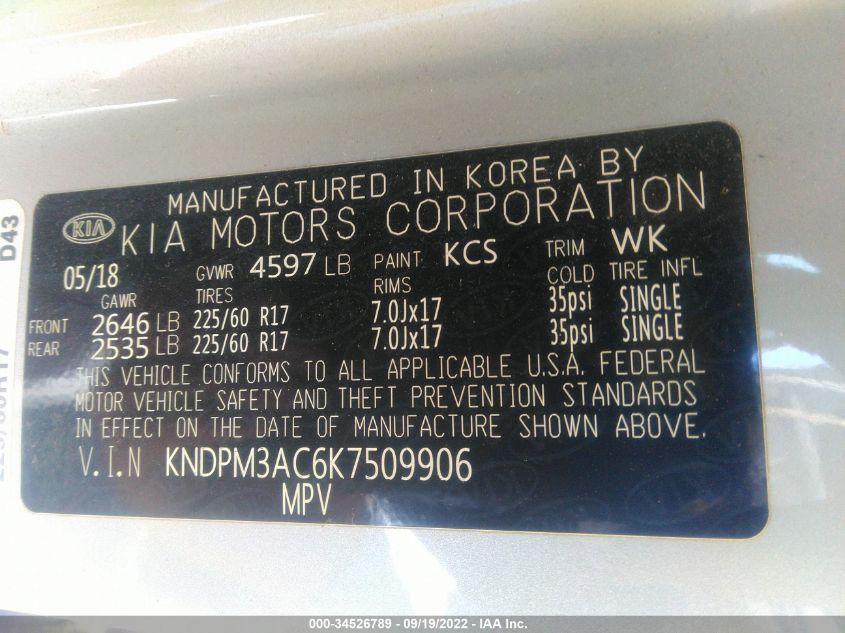 MANUFACTURED IN KOREA BY
KIA KIA MOTORS CORPORATION
05/18 GVWR 4597 LB PAINT KCS TRIM WK
GAWR TIRES RIMS COLD TIRE INFL
FRONT 2646 LB 225/60 R17 7.0Jx17 35psi SINGLE
REAR 2535 LB 225/60 R17 7.0Jx17 35psi SINGLE
THIS VEHICLE CONFORMS TO ALL APPLICABLE U.S.A. FEDERAL
MOTOR VEHICLE SAFETY AND THEFT PREVENTION STANDARDS
IN EFFECT ON THE DATE OF MANUFACTURE SHOWN ABOVE.
V.I.N KNDPM3AC6K7509906
MPV
D43
000-34526789 - 09/19/2022 - IAA Inc.